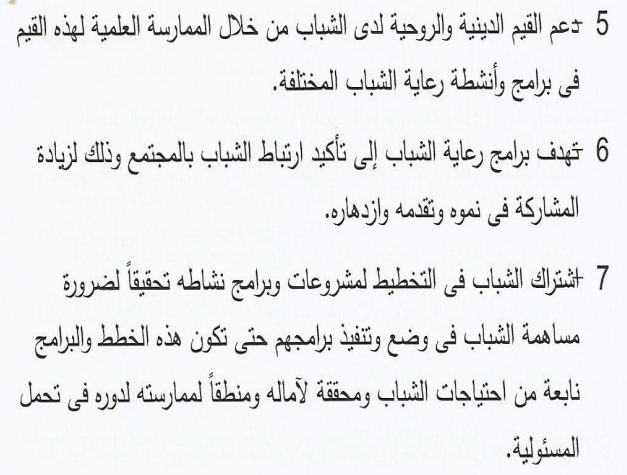 5 - دعم القيم الدينية والروحية لدى الشباب من خلال الممارسة العلمية لهذه القيم
فى برامج وأنشطة رعاية الشباب المختلفة.
6 - تهدف برامج رعاية الشباب إلى تأكيد ارتباط الشباب بالمجتمع وذلك لزيادة
المشاركة فى نموه وتقدمه وازدهاره.
7 - اشتراك الشباب فى التخطيط لمشروعات وبرامج نشاطه تحقيقاً لضرورة
مساهمة الشباب فى وضع وتنفيذ برامجهم حتى تكون هذه الخطط والبرامج
نابعة من احتياجات الشباب ومحققة لآماله ومنطقاً لممارسته لدوره فى تحمل
المسئولية.